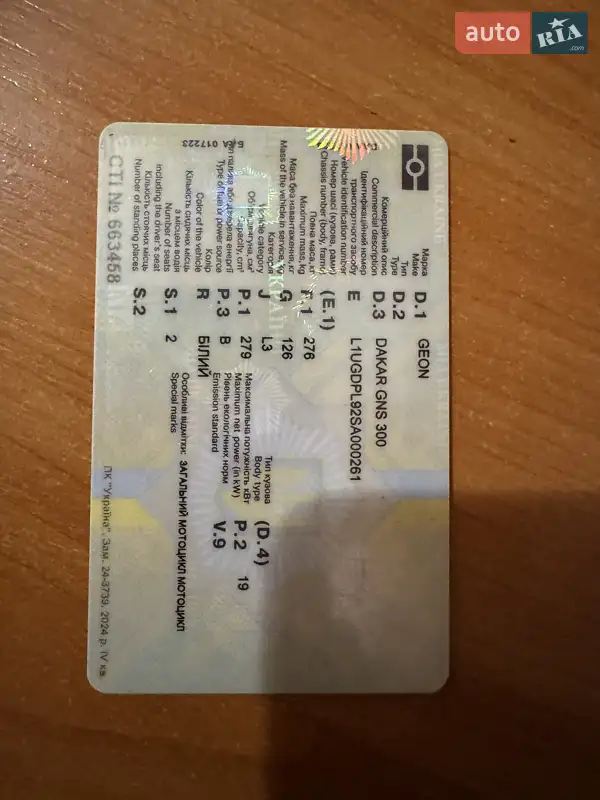 auto RIA.com
Марка
Make D.1 GEON
Тип
Type D.2
Комерційний опис
Commercial description D.3 DAKAR GNS 300
Ідентифікаційний номер
транспортного засобу
Vehicle identification number E L1UGDPL92SA000261
Номер шасі (кузова, рами)
Chassis number (body, frame) (E.1)
Повна маса, кг
Maximum mass, kg F.1 276
Маса без навантаження, кг
Mass of the vehicle in service, kg G 126
Категорія
Vehicle category J L3
Тип кузова
Body type (D.4)
Об'єм двигуна, см³
Capacity, cm³ P.1 279
Максимальна потужність кВт
Maximum net power (in kW) P.2 19
Тип палива або джерела енергії
Type of fuel or power source P.3 B
Рівень екологічних норм
Emission standard V.9
Колір
Color of the vehicle R БІЛИЙ
Кількість сидячих місць
з місцем водія
Number of seats
including the driver's seat S.1 2
Особливі відмітки: ЗАГАЛЬНИЙ МОТОЦИКЛ МОТОЦИКЛ
Special marks
Кількість стоячих місць
Number of standing places S.2
СТІ № 663458
ПК "Україна". Зам. 24-3739. 2024 р. IV кв.
017223